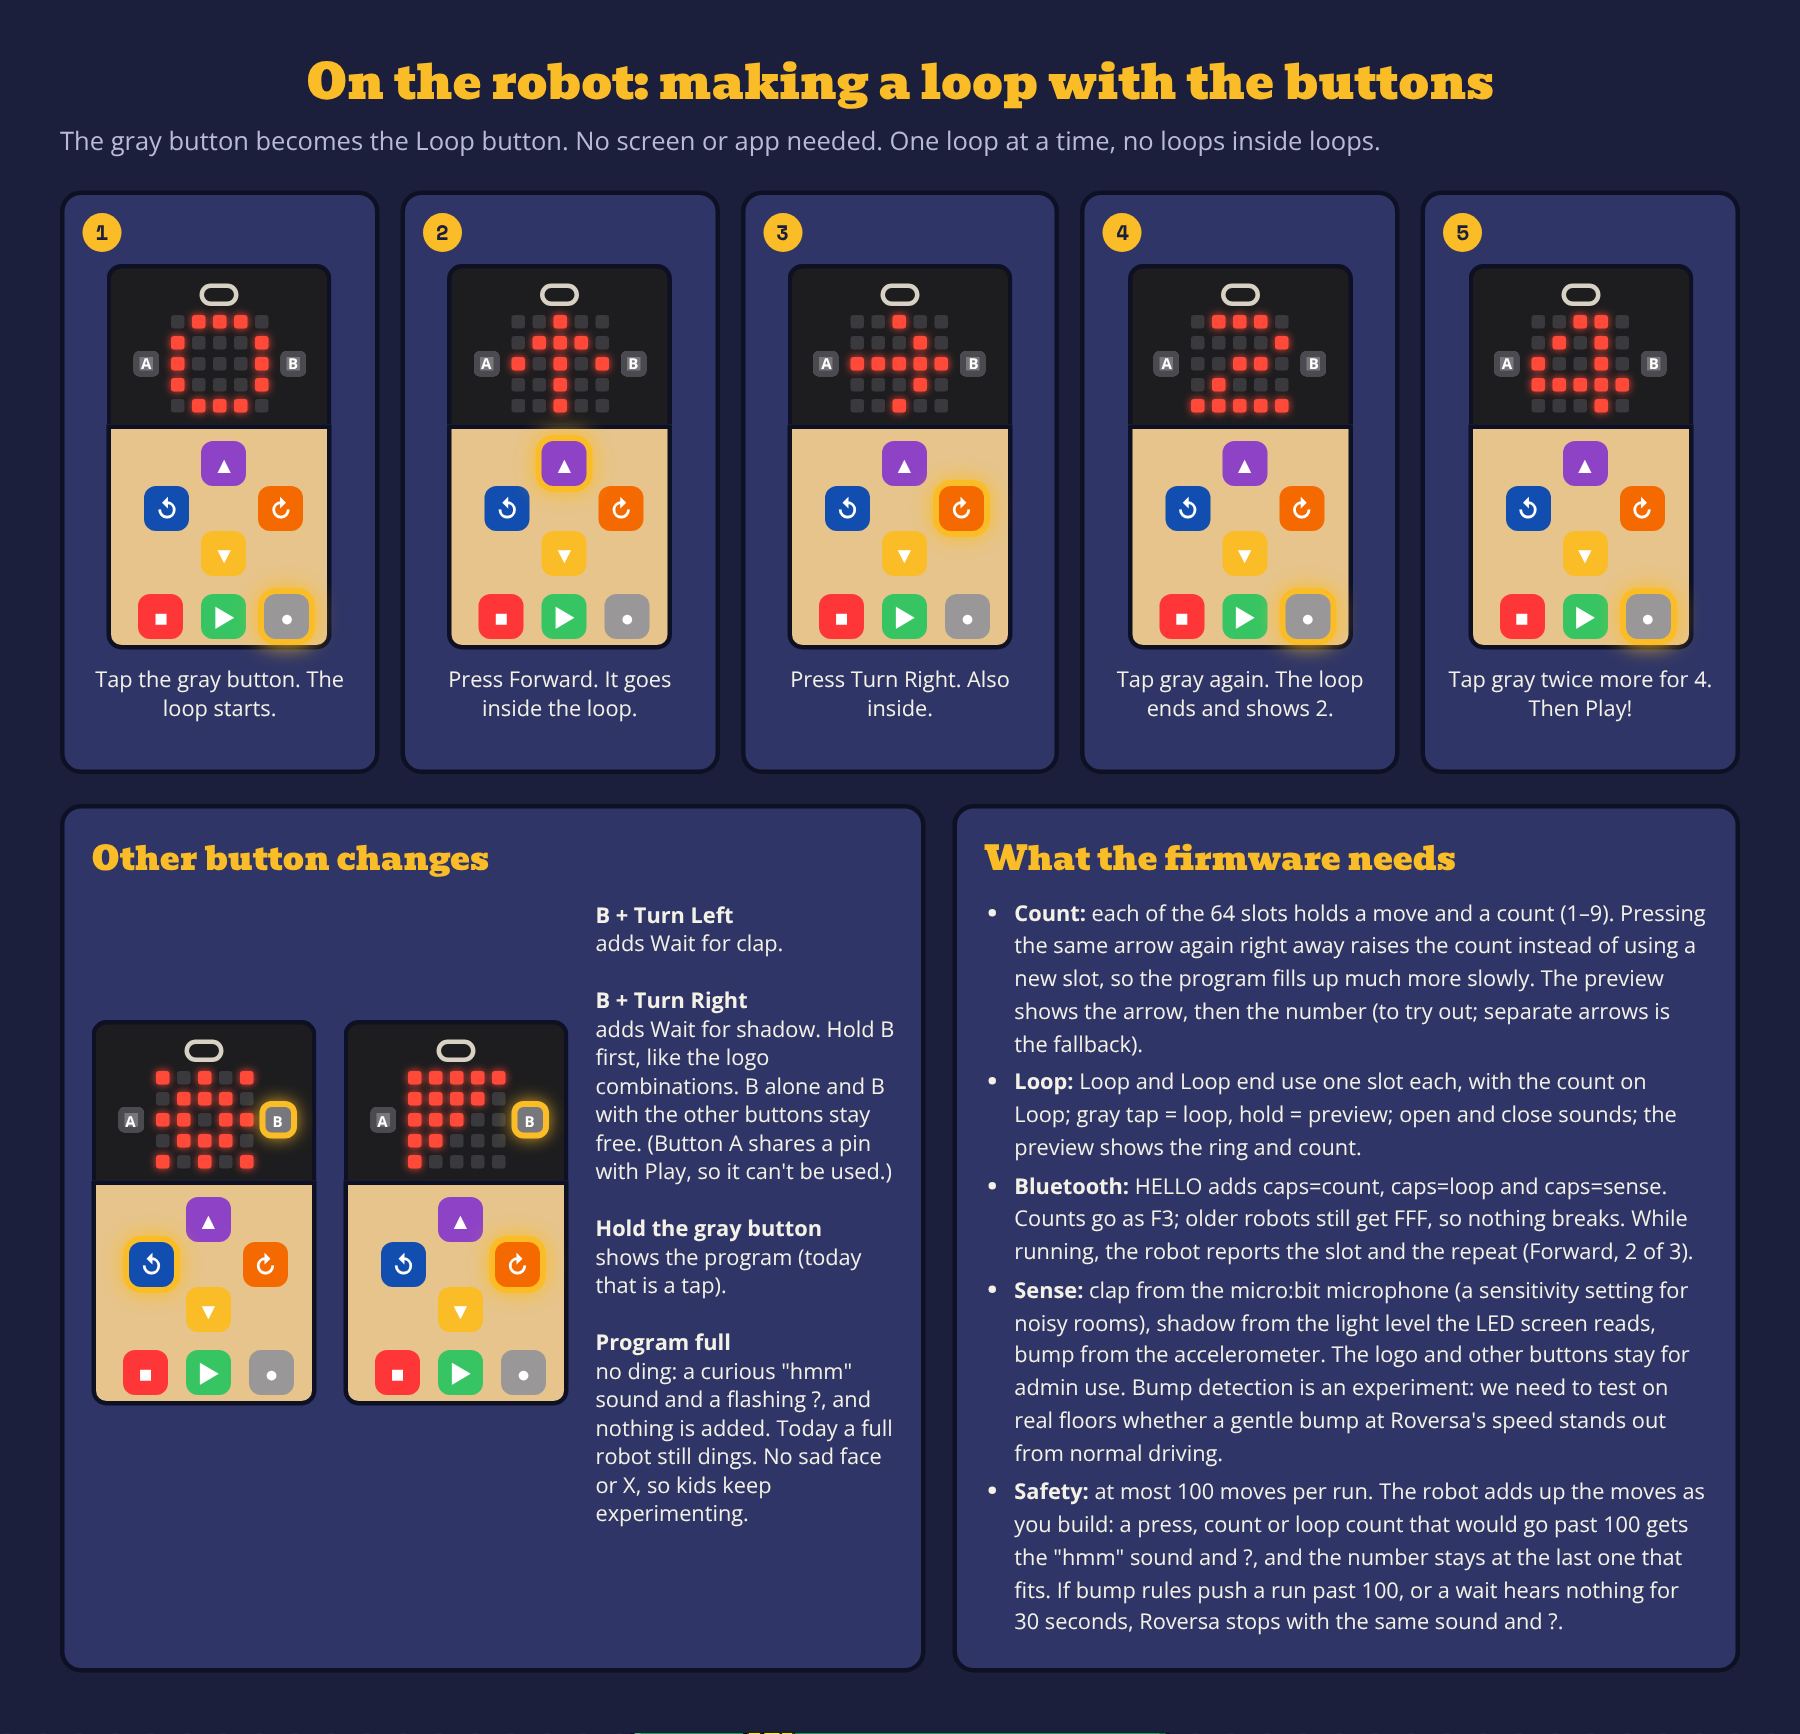 On the robot: making a loop with the buttons
The gray button becomes the Loop button. No screen or app needed. One loop at a time, no loops inside loops.
1
A B
Tap the gray button. The
loop starts.
2
A B
Press Forward. It goes
inside the loop.
3
A B
Press Turn Right. Also
inside.
4
A B
Tap gray again. The loop
ends and shows 2.
5
A B
Tap gray twice more for 4.
Then Play!
Other button changes
A B
A B
B + Turn Left
adds Wait for clap.
B + Turn Right
adds Wait for shadow. Hold B
first, like the logo
combinations. B alone and B
with the other buttons stay
free. (Button A shares a pin
with Play, so it can't be used.)
Hold the gray button
shows the program (today
that is a tap).
Program full
no ding: a curious "hmm"
sound and a flashing ?, and
nothing is added. Today a full
robot still dings. No sad face
or X, so kids keep
experimenting.
What the firmware needs
• Count: each of the 64 slots holds a move and a count (1–9). Pressing
the same arrow again right away raises the count instead of using a
new slot, so the program fills up much more slowly. The preview
shows the arrow, then the number (to try out; separate arrows is
the fallback).
• Loop: Loop and Loop end use one slot each, with the count on
Loop; gray tap = loop, hold = preview; open and close sounds; the
preview shows the ring and count.
• Bluetooth: HELLO adds caps=count, caps=loop and caps=sense.
Counts go as F3; older robots still get FFF, so nothing breaks. While
running, the robot reports the slot and the repeat (Forward, 2 of 3).
• Sense: clap from the micro:bit microphone (a sensitivity setting for
noisy rooms), shadow from the light level the LED screen reads,
bump from the accelerometer. The logo and other buttons stay for
admin use. Bump detection is an experiment: we need to test on
real floors whether a gentle bump at Roversa's speed stands out
from normal driving.
• Safety: at most 100 moves per run. The robot adds up the moves as
you build: a press, count or loop count that would go past 100 gets
the "hmm" sound and ?, and the number stays at the last one that
fits. If bump rules push a run past 100, or a wait hears nothing for
30 seconds, Roversa stops with the same sound and ?.